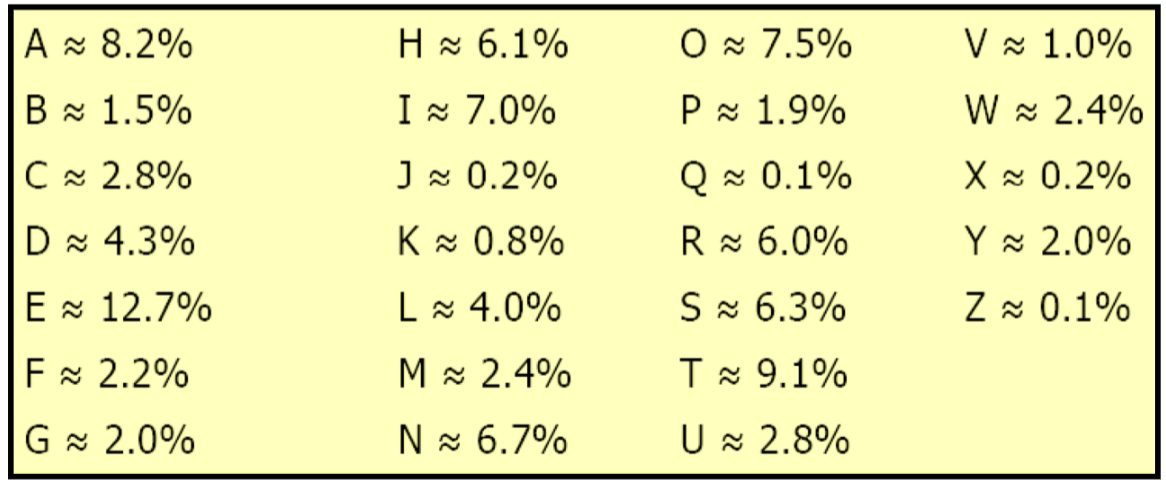 A ≈ 8.2% H ≈ 6.1% O ≈ 7.5% V ≈ 1.0%
B ≈ 1.5% I ≈ 7.0% P ≈ 1.9% W ≈ 2.4%
C ≈ 2.8% J ≈ 0.2% Q ≈ 0.1% X ≈ 0.2%
D ≈ 4.3% K ≈ 0.8% R ≈ 6.0% Y ≈ 2.0%
E ≈ 12.7% L ≈ 4.0% S ≈ 6.3% Z ≈ 0.1%
F ≈ 2.2% M ≈ 2.4% T ≈ 9.1%
G ≈ 2.0% N ≈ 6.7% U ≈ 2.8%